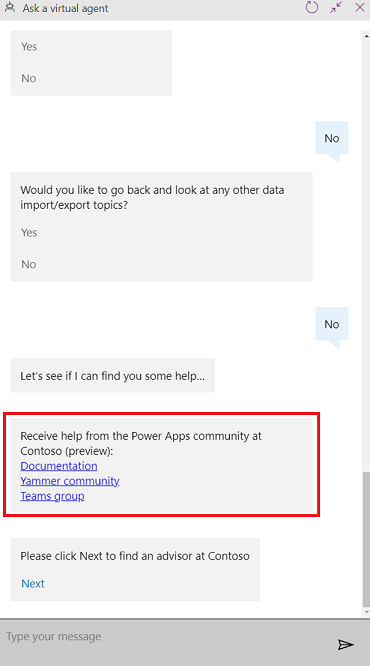 Ask a virtual agent
Yes
No
No
Would you like to go back and look at any other data
import/export topics?
Yes
No
No
Let's see if I can find you some help...
Receive help from the Power Apps community at
Contoso (preview):
Documentation
Yammer community
Teams group
Please click Next to find an advisor at Contoso
Next
Type your message